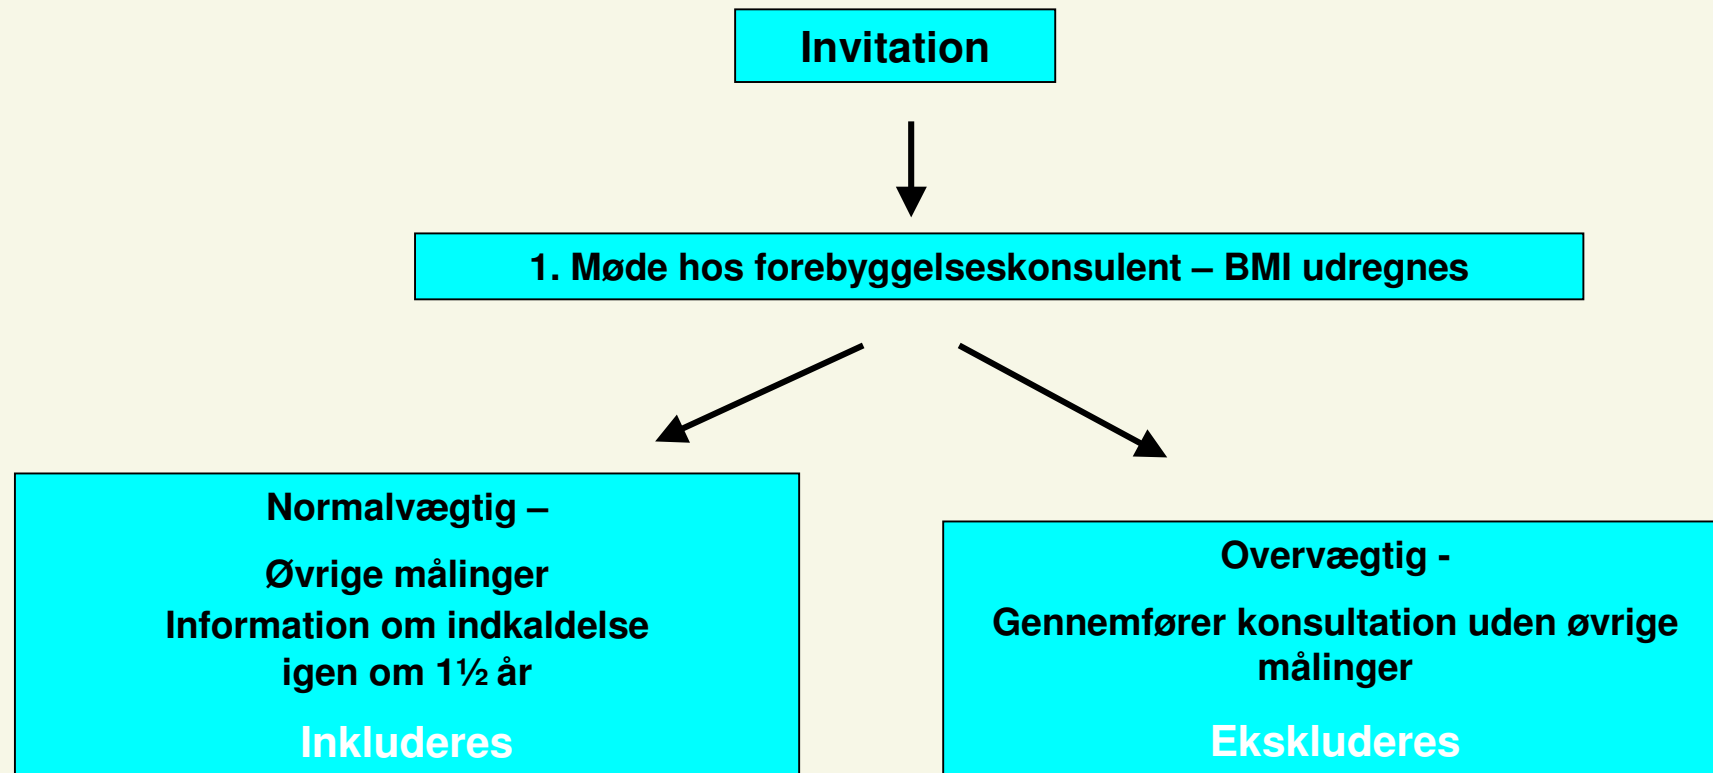 Invitation
1. Møde hos forebyggelseskonsulent – BMI udregnes
Normalvægtig –
Øvrige målinger
Information om indkaldelse
igen om 1½ år
Inkluderes
Overvægtig -
Gennemfører konsultation uden øvrige
målinger
Ekskluderes